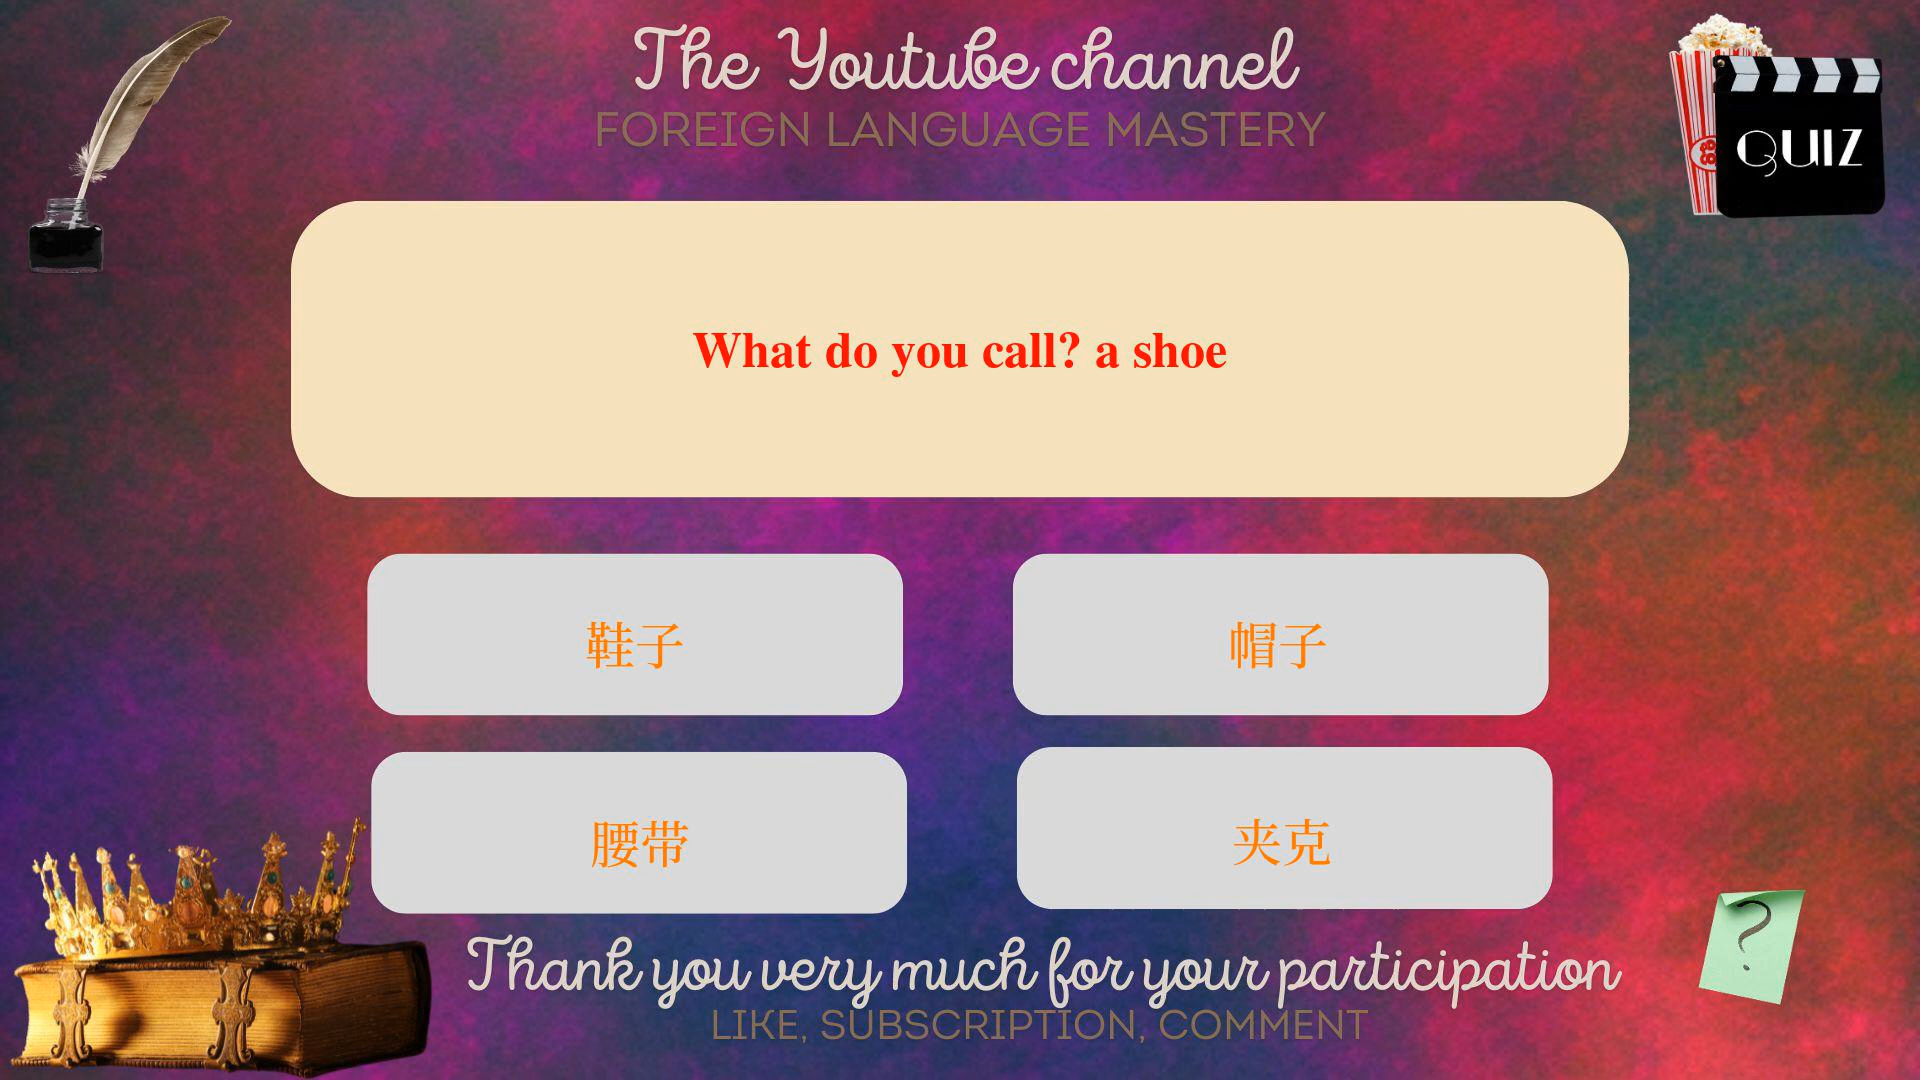 The Youtube channel
FOREIGN LANGUAGE MASTERY
QUIZ
88
What do you call? a shoe
鞋子
帽子
腰带
夹克
?
Thank you very much for your participation
LIKE, SUBSCRIPTION, COMMENT